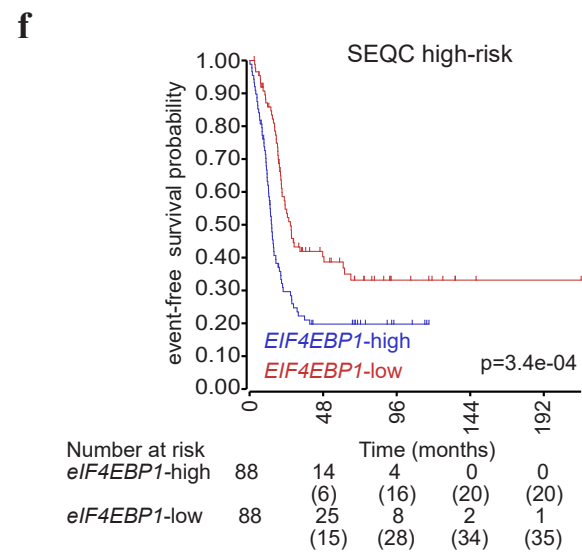 f
SEQC high-risk
event-free survival probability
1.00
0.90
0.80
0.70
0.60
0.50
0.40
0.30
0.20
0.10
0.00
EIF4EBP1-high
EIF4EBP1-low
p=3.4e-04
0 48 96 144 192
Number at risk Time (months)
eIF4EBP1-high 88 14 4 0 0
(6) (16) (20) (20)
eIF4EBP1-low 88 25 8 2 1
(15) (28) (34) (35)